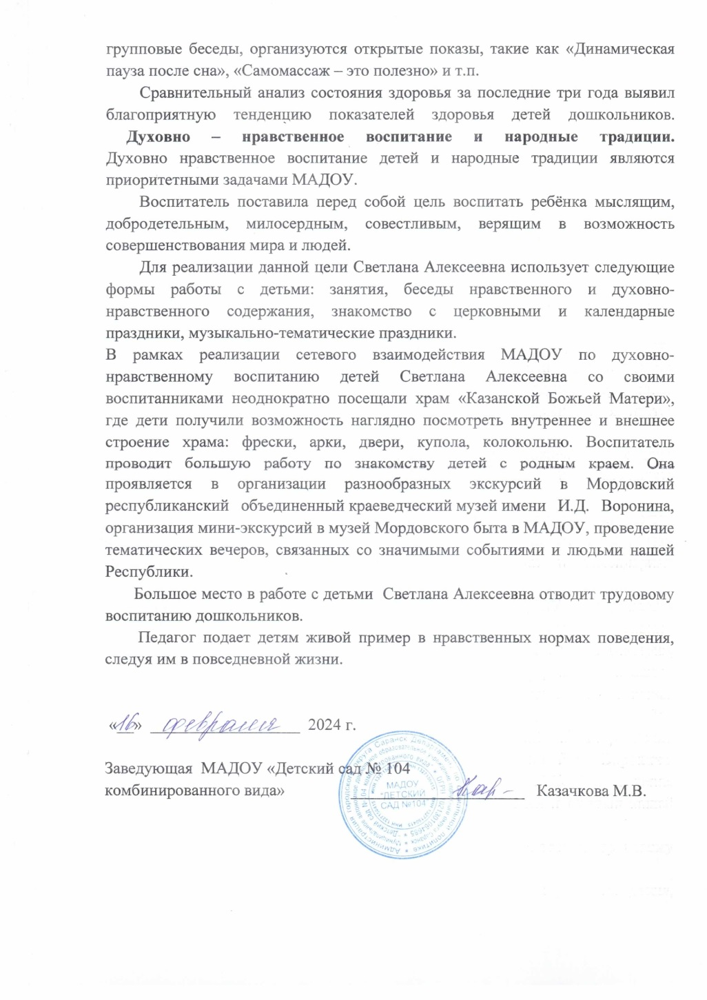 групповые беседы, организуются открытые показы, такие как «Динамическая
пауза после сна», «Самомассаж – это полезно» и т.п.
Сравнительный анализ состояния здоровья за последние три года выявил
благоприятную тенденцию показателей здоровья детей дошкольников.
Духовно – нравственное воспитание и народные традиции.
Духовно нравственное воспитание детей и народные традиции являются
приоритетными задачами МАДОУ.
Воспитатель поставила перед собой цель воспитать ребёнка мыслящим,
добродетельным, милосердным, совестливым, верящим в возможность
совершенствования мира и людей.
Для реализации данной цели Светлана Алексеевна использует следующие
формы работы с детьми: занятия, беседы нравственного и духовно-
нравственного содержания, знакомство с церковными и календарные
праздники, музыкально-тематические праздники.
В рамках реализации сетевого взаимодействия МАДОУ по духовно-
нравственному воспитанию детей Светлана Алексеевна со своими
воспитанниками неоднократно посещали храм «Казанской Божьей Матери»,
где дети получили возможность наглядно посмотреть внутреннее и внешнее
строение храма: фрески, арки, двери, купола, колокольню. Воспитатель
проводит большую работу по знакомству детей с родным краем. Она
проявляется в организации разнообразных экскурсий в Мордовский
республиканский объединенный краеведческий музей имени И.Д. Воронина,
организация мини-экскурсий в музей Мордовского быта в МАДОУ, проведение
тематических вечеров, связанных со значимыми событиями и людьми нашей
Республики.
Большое место в работе с детьми Светлана Алексеевна отводит трудовому
воспитанию дошкольников.
Педагог подает детям живой пример в нравственных нормах поведения,
следуя им в повседневной жизни.
«16» февраля 2024 г.
Заведующая МАДОУ «Детский сад № 104
комбинированного вида» Казачкова М.В.
МАДОУ
"ДЕТСКИЙ
САД №104"